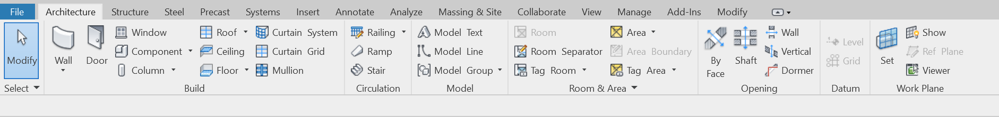 File Architecture Structure Steel Precast Systems Insert Annotate Analyze Massing & Site Collaborate View Manage Add-Ins Modify
Modify
Select
Wall
Door
Window
Component
Column
Roof
Ceiling
Floor
Curtain System
Curtain Grid
Mullion
Build
Railing
Ramp
Stair
Circulation
Model Text
Model Line
Model Group
Model
Room
Room Separator
Tag Room
Area
Area Boundary
Tag Area
Room & Area
By
Face
Shaft
Wall
Vertical
Dormer
Opening
Level
Grid
Datum
Set
Show
Ref Plane
Viewer
Work Plane